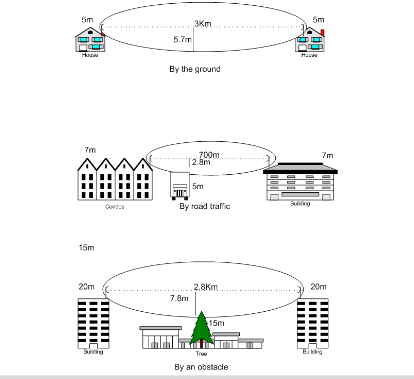 5m
3Km
5m
5.7m
House
House
By the ground
7m
700m
7m
2.8m
5m
Condos
By road traffic
Building
15m
20m
2.8Km
20m
7.8m
15m
Building
Tree
Building
By an obstacle